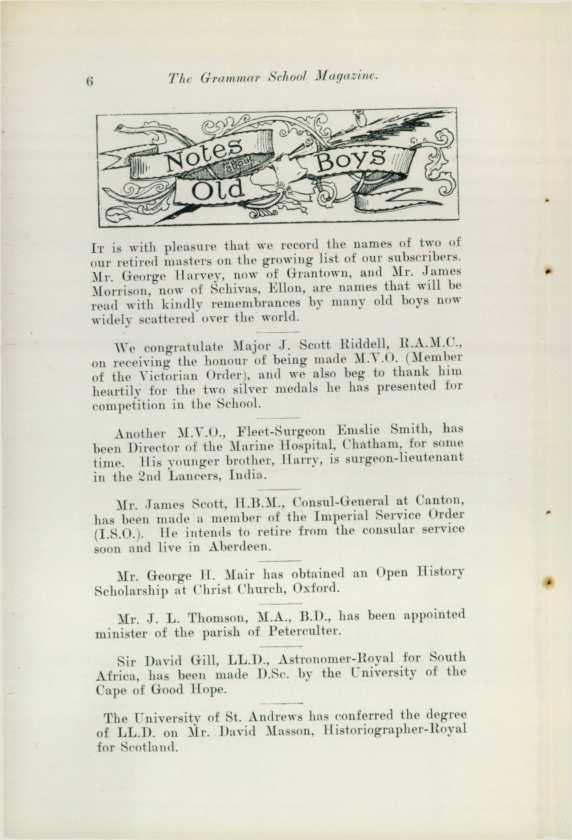 6
The Grammar School Magazine.
Notes about Old Boys
IT is with pleasure that we record the names of two of
our retired masters on the growing list of our subscribers.
Mr. George Harvey, now of Grantown, and Mr. James
Morrison, now of Schivas, Ellon, are names that will be
read with kindly remembrances by many old boys now
widely scattered over the world.
We congratulate Major J. Scott Riddell, R.A.M.C.,
on receiving the honour of being made M.V.O. (Member
of the Victorian Order), and we also beg to thank him
heartily for the two silver medals he has presented for
competition in the School.
Another M.V.O., Fleet-Surgeon Emslie Smith, has
been Director of the Marine Hospital, Chatham, for some
time. His younger brother, Harry, is surgeon-lieutenant
in the 2nd Lancers, India.
Mr. James Scott, H.B.M., Consul-General at Canton,
has been made a member of the Imperial Service Order
(I.S.O.). He intends to retire from the consular service
soon and live in Aberdeen.
Mr. George H. Mair has obtained an Open History
Scholarship at Christ Church, Oxford.
Mr. J. L. Thomson, M.A., B.D., has been appointed
minister of the parish of Peterculter.
Sir David Gill, LL.D., Astronomer-Royal for South
Africa, has been made D.Sc. by the University of the
Cape of Good Hope.
The University of St. Andrews has conferred the degree
of LL.D. on Mr. David Masson, Historiographer-Royal
for Scotland.